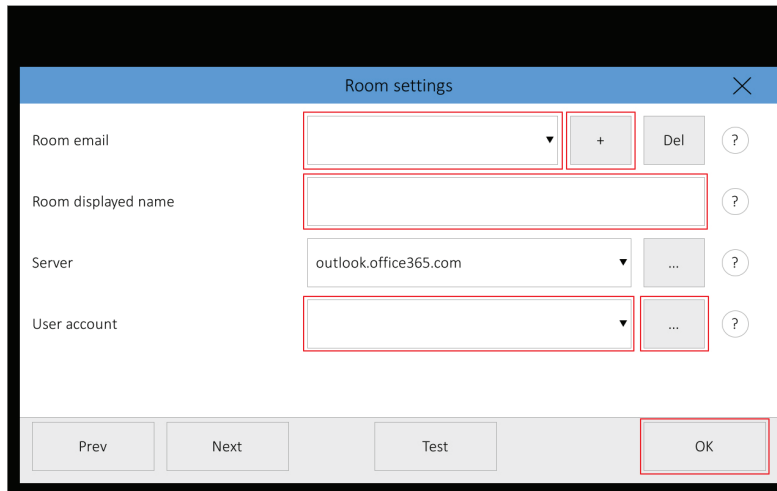 Room settings
Room email + Del ?
Room displayed name ?
Server outlook.office365.com ... ?
User account ... ?
Prev Next Test OK